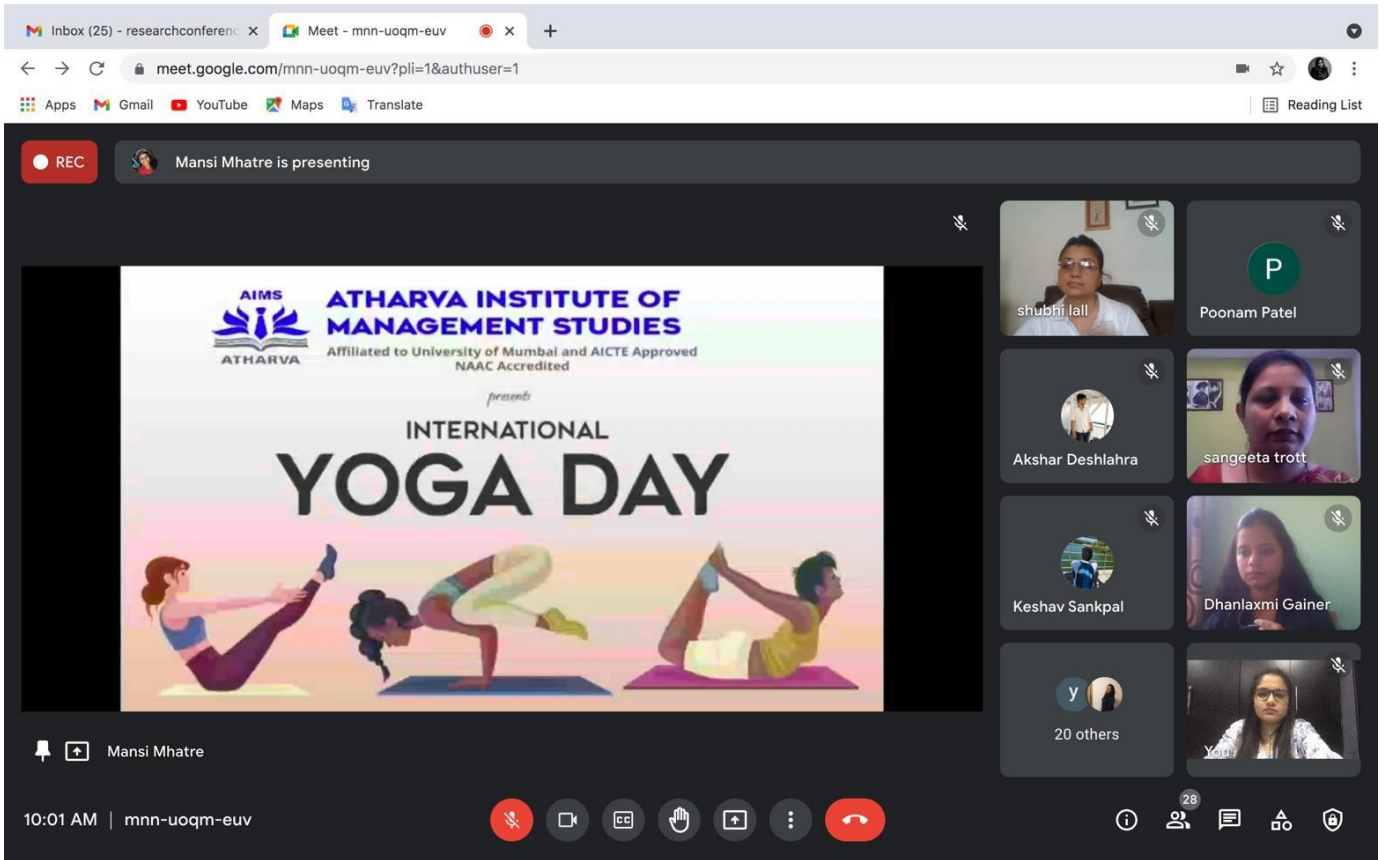 Inbox (25) - researchconferenc
Meet - mnn-uoqm-euv
meet.google.com/mnn-uoqm-euv?pli=1&authuser=1
Apps Gmail YouTube Maps Translate Reading List
REC Mansi Mhatre is presenting
AIMS
ATHARVA
ATHARVA INSTITUTE OF
MANAGEMENT STUDIES
Affiliated to University of Mumbai and AICTE Approved
NAAC Accredited
presents
INTERNATIONAL
YOGA DAY
shubhi lall
P
Poonam Patel
Akshar Deshlahra
sangeeta trott
Keshav Sankpal
Dhanlaxmi Gainer
y
20 others
You
Mansi Mhatre
10:01 AM | mnn-uoqm-euv
CC
28